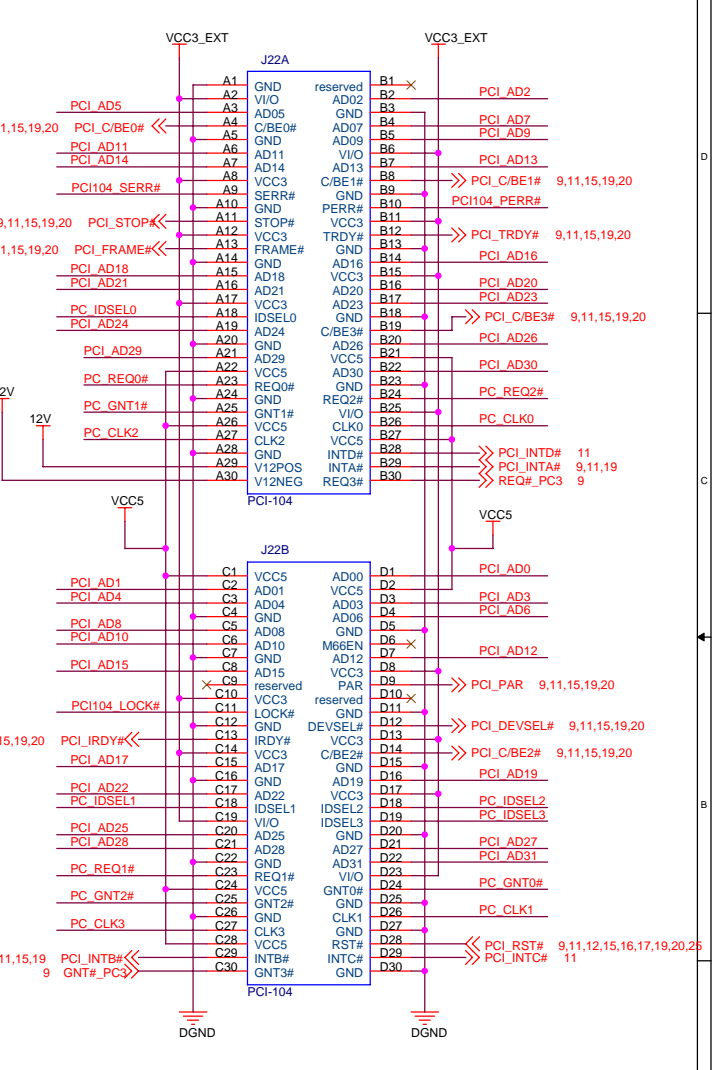 VCC3_EXT VCC3_EXT
J22A
A1 GND reserved B1
A2 VI/O AD02 B2 PCI_AD2
PCI_AD5 A3 AD05 GND B3
1,15,19,20 PCI_C/BE0# A4 C/BE0# AD07 B4 PCI_AD7
A5 GND AD09 B5 PCI_AD9
PCI_AD11 A6 AD11 VI/O B6
PCI_AD14 A7 AD14 AD13 B7 PCI_AD13
A8 VCC3 C/BE1# B8 PCI_C/BE1# 9,11,15,19,20
PCI104_SERR# A9 SERR# GND B9
A10 GND PERR# B10 PCI104_PERR#
9,11,15,19,20 PCI_STOP# A11 STOP# VCC3 B11
A12 VCC3 TRDY# B12 PCI_TRDY# 9,11,15,19,20
1,15,19,20 PCI_FRAME# A13 FRAME# GND B13
A14 GND AD16 B14 PCI_AD16
PCI_AD18 A15 AD18 VCC3 B15
PCI_AD21 A16 AD21 AD20 B16 PCI_AD20
A17 VCC3 AD23 B17 PCI_AD23
PC_IDSEL0 A18 IDSEL0 GND B18 PCI_C/BE3# 9,11,15,19,20
PCI_AD24 A19 AD24 C/BE3# B19
A20 GND AD26 B20 PCI_AD26
PCI_AD29 A21 AD29 VCC5 B21
A22 VCC5 AD30 B22 PCI_AD30
PC_REQ0# A23 REQ0# GND B23
2V A24 GND REQ2# B24 PC_REQ2#
PC_GNT1# A25 GNT1# VI/O B25
12V A26 VCC5 CLK0 B26 PC_CLK0
PC_CLK2 A27 CLK2 VCC5 B27
A28 GND INTD# B28 PCI_INTD# 11
A29 V12POS INTA# B29 PCI_INTA# 9,11,19
A30 V12NEG REQ3# B30 REQ#_PC3 9
VCC5 PCI-104 VCC5
J22B
C1 VCC5 AD00 D1 PCI_AD0
PCI_AD1 C2 AD01 VCC5 D2
PCI_AD4 C3 AD04 AD03 D3 PCI_AD3
C4 GND AD06 D4 PCI_AD6
PCI_AD8 C5 AD08 GND D5
PCI_AD10 C6 AD10 M66EN D6
C7 GND AD12 D7 PCI_AD12
PCI_AD15 C8 AD15 VCC3 D8
C9 reserved PAR D9 PCI_PAR 9,11,15,19,20
C10 VCC3 reserved D10
PCI104_LOCK# C11 LOCK# GND D11
C12 GND DEVSEL# D12 PCI_DEVSEL# 9,11,15,19,20
15,19,20 PCI_IRDY# C13 IRDY# VCC3 D13
C14 VCC3 C/BE2# D14 PCI_C/BE2# 9,11,15,19,20
PCI_AD17 C15 AD17 GND D15
C16 GND AD19 D16 PCI_AD19
PCI_AD22 C17 AD22 VCC3 D17
PC_IDSEL1 C18 IDSEL1 IDSEL2 D18 PC_IDSEL2
C19 VI/O IDSEL3 D19 PC_IDSEL3
PCI_AD25 C20 AD25 GND D20
PCI_AD28 C21 AD28 AD27 D21 PCI_AD27
C22 GND AD31 D22 PCI_AD31
PC_REQ1# C23 REQ1# VI/O D23
C24 VCC5 GNT0# D24 PC_GNT0#
PC_GNT2# C25 GNT2# GND D25
C26 GND CLK1 D26 PC_CLK1
PC_CLK3 C27 CLK3 GND D27
C28 VCC5 RST# D28 PCI_RST# 9,11,12,15,16,17,19,20,25
11,15,19 PCI_INTB# C29 INTB# INTC# D29 PCI_INTC# 11
9 GNT#_PC3 C30 GNT3# GND D30
PCI-104
DGND DGND
D
C
B